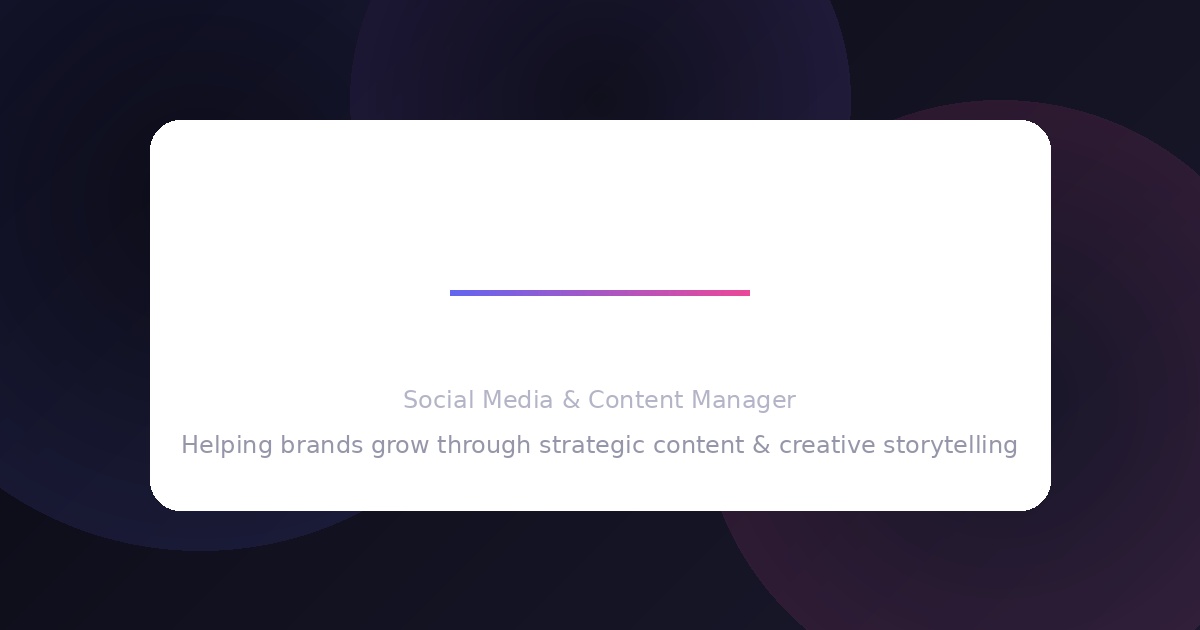 Social Media & Content Manager
Helping brands grow through strategic content & creative storytelling